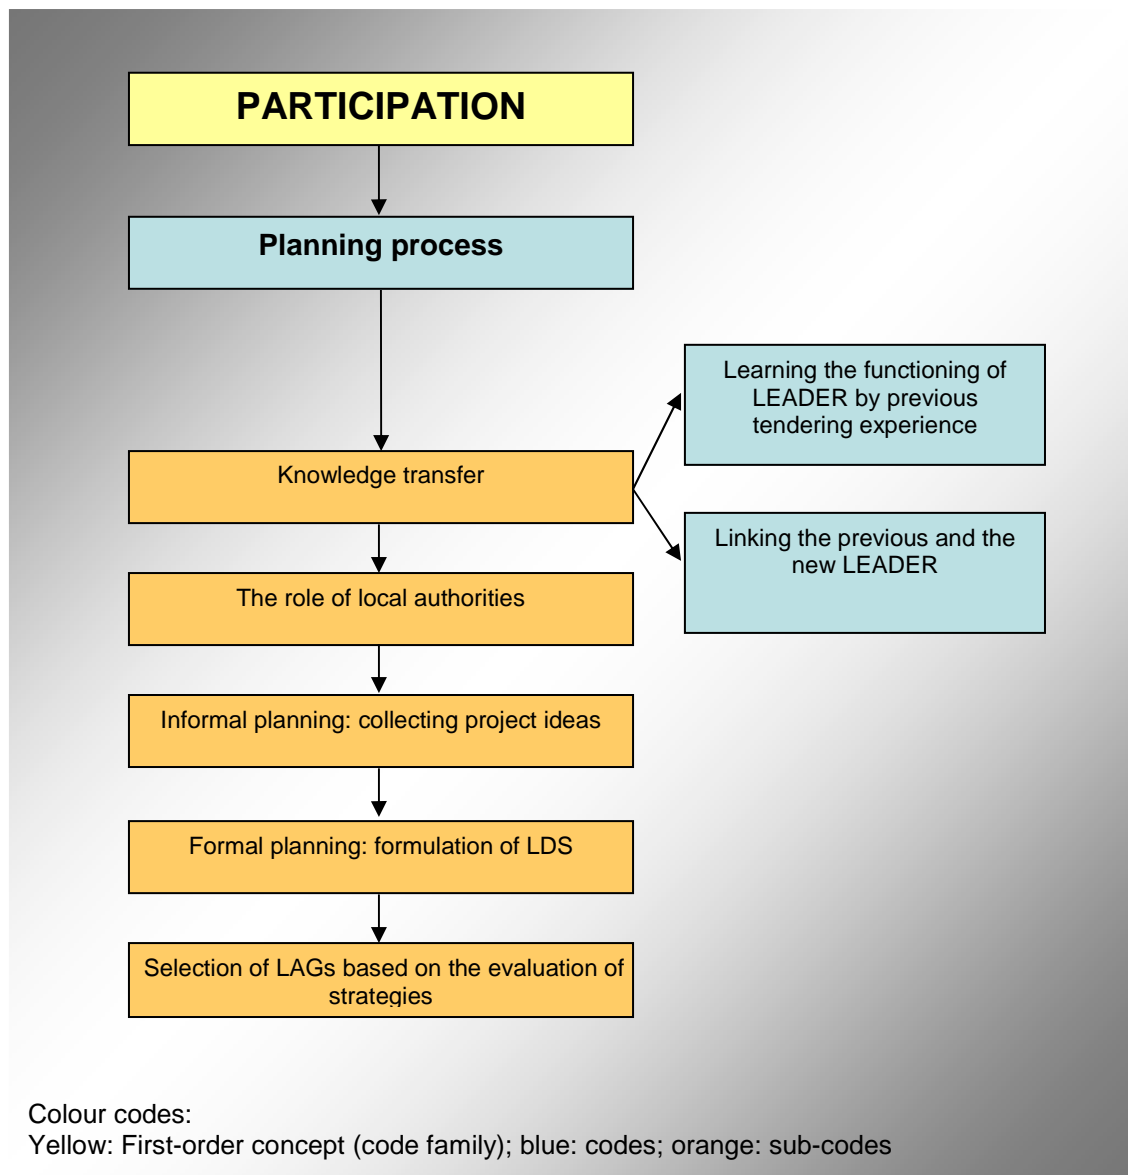 PARTICIPATION
Planning process
Learning the functioning of
LEADER by previous
tendering experience
Knowledge transfer
Linking the previous and the
new LEADER
The role of local authorities
Informal planning: collecting project ideas
Formal planning: formulation of LDS
Selection of LAGs based on the evaluation of
strategies
Colour codes:
Yellow: First-order concept (code family); blue: codes; orange: sub-codes